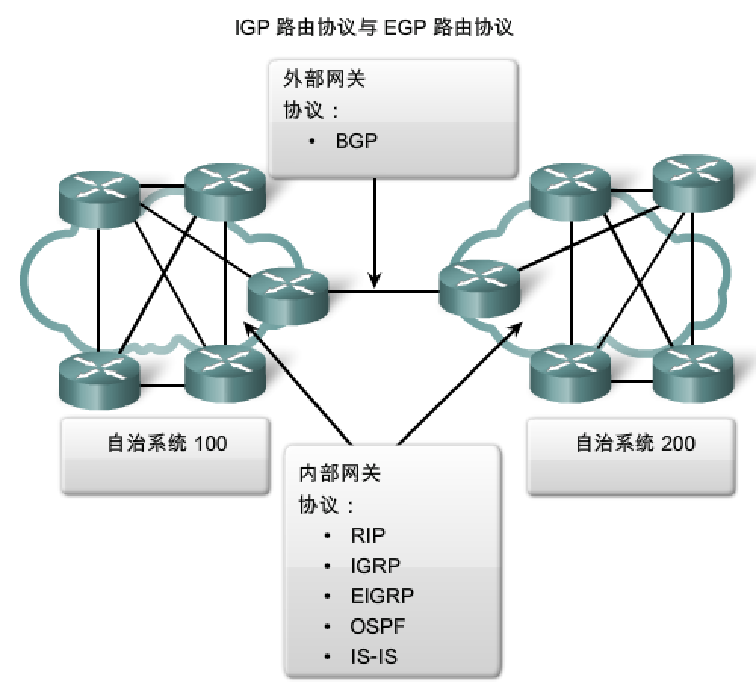 IGP 路由协议与 EGP 路由协议
外部网关
协议：
• BGP
自治系统 100
自治系统 200
内部网关
协议：
• RIP
• IGRP
• EIGRP
• OSPF
• IS-IS